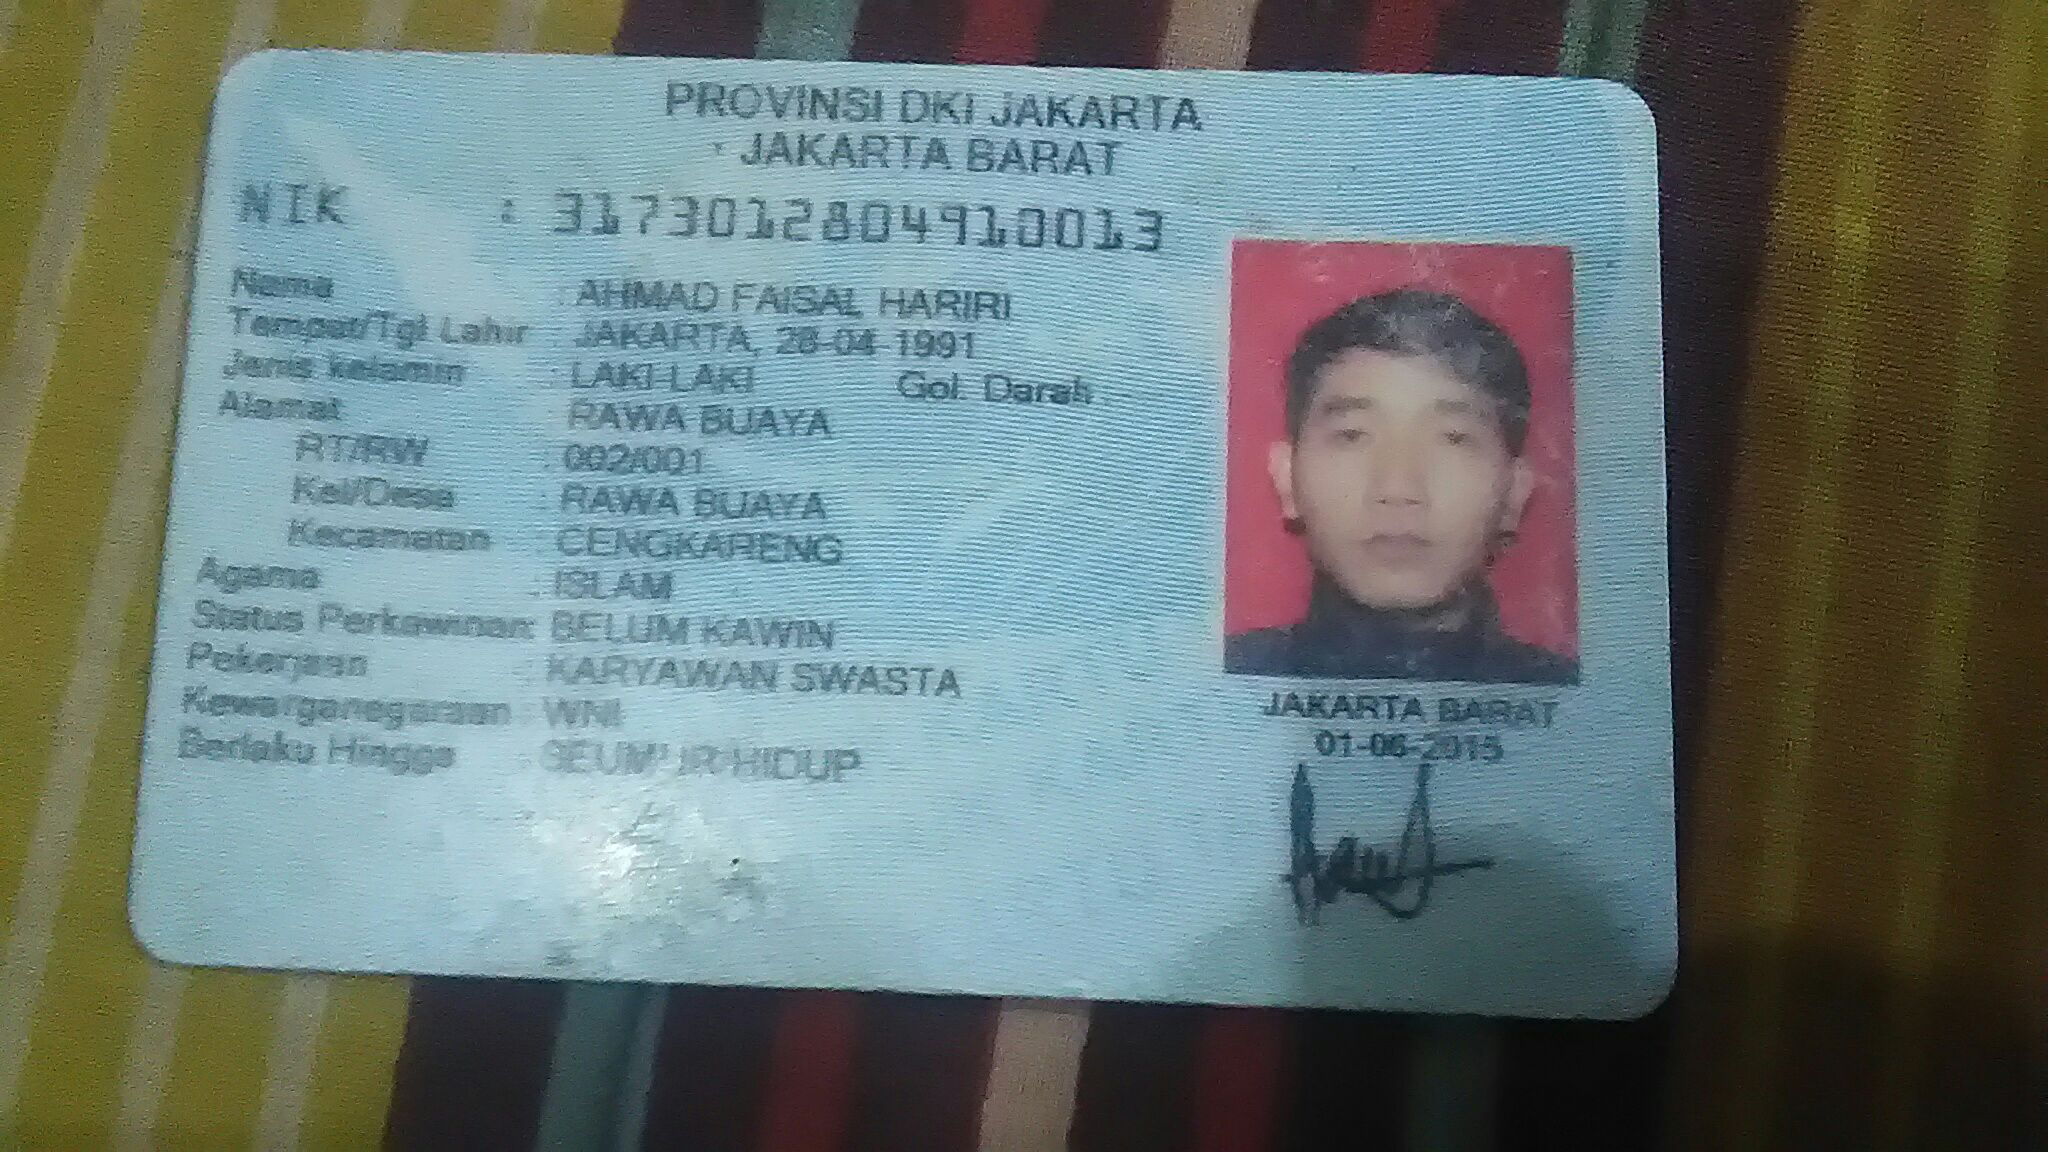 PROVINSI DKI JAKARTA
JAKARTA BARAT
NIK : 3173012804910013
Nama : AHMAD FAISAL HARIRI
Tempat/Tgl Lahir : JAKARTA, 28-04-1991
Jenis kelamin : LAKI-LAKI Gol. Darah : -
Alamat : RAWA BUAYA
RT/RW : 002/001
Kel/Desa : RAWA BUAYA
Kecamatan : CENGKARENG
Agama : ISLAM
Status Perkawinan: BELUM KAWIN
Pekerjaan : KARYAWAN SWASTA
Kewarganegaraan : WNI
Berlaku Hingga : SEUMUR HIDUP
JAKARTA BARAT
01-06-2015